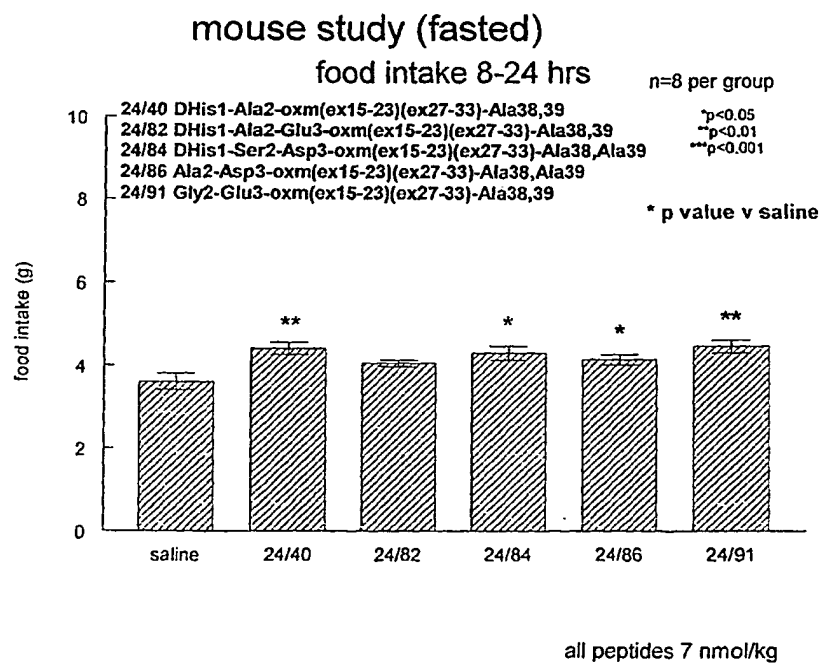 mouse study (fasted)
food intake 8-24 hrs
n=8 per group
*p<0.05
**p<0.01
***p<0.001
* p value v saline
24/40 DHis1-Ala2-oxm(ex15-23)(ex27-33)-Ala38,39
24/82 DHis1-Ala2-Glu3-oxm(ex15-23)(ex27-33)-Ala38,39
24/84 DHis1-Ser2-Asp3-oxm(ex15-23)(ex27-33)-Ala38,Ala39
24/86 Ala2-Asp3-oxm(ex15-23)(ex27-33)-Ala38,Ala39
24/91 Gly2-Glu3-oxm(ex15-23)(ex27-33)-Ala38,39
food intake (g)
10
8
6
4
2
0
** * * **
saline 24/40 24/82 24/84 24/86 24/91
all peptides 7 nmol/kg